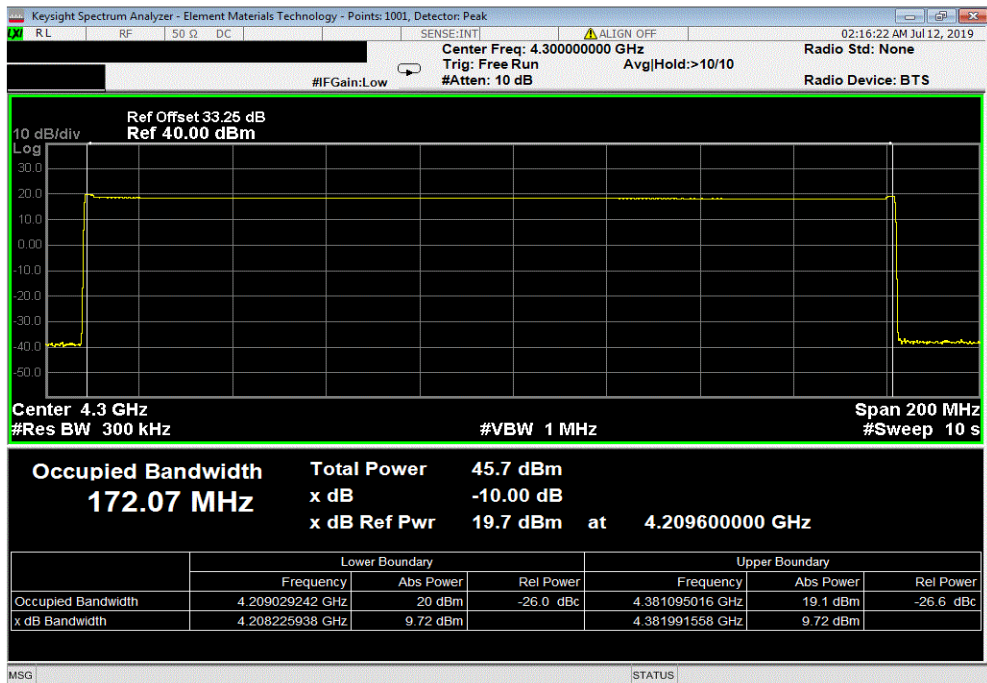 Keysight Spectrum Analyzer - Element Materials Technology - Points: 1001, Detector: Peak
LXI RL RF 50 Ω DC SENSE:INT ALIGN OFF 02:16:22 AM Jul 12, 2019
Center Freq: 4.300000000 GHz Radio Std: None
Trig: Free Run Avg|Hold:>10/10
#IFGain:Low #Atten: 10 dB Radio Device: BTS
Ref Offset 33.25 dB
10 dB/div Ref 40.00 dBm
Log
30.0
20.0
10.0
0.00
-10.0
-20.0
-30.0
-40.0
-50.0
Center 4.3 GHz Span 200 MHz
#Res BW 300 kHz #VBW 1 MHz #Sweep 10 s
Occupied Bandwidth Total Power 45.7 dBm
172.07 MHz x dB -10.00 dB
x dB Ref Pwr 19.7 dBm at 4.209600000 GHz
Lower Boundary Upper Boundary
Frequency Abs Power Rel Power Frequency Abs Power Rel Power
Occupied Bandwidth 4.209029242 GHz 20 dBm -26.0 dBc 4.381095016 GHz 19.1 dBm -26.6 dBc
x dB Bandwidth 4.208225938 GHz 9.72 dBm 4.381991558 GHz 9.72 dBm
MSG STATUS